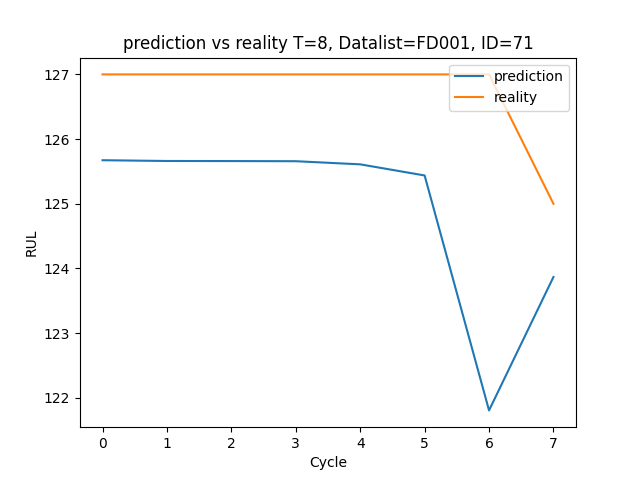 prediction vs reality T=8, Datalist=FD001, ID=71
127
126
125
124
123
122
RUL
prediction
reality
0 1 2 3 4 5 6 7
Cycle